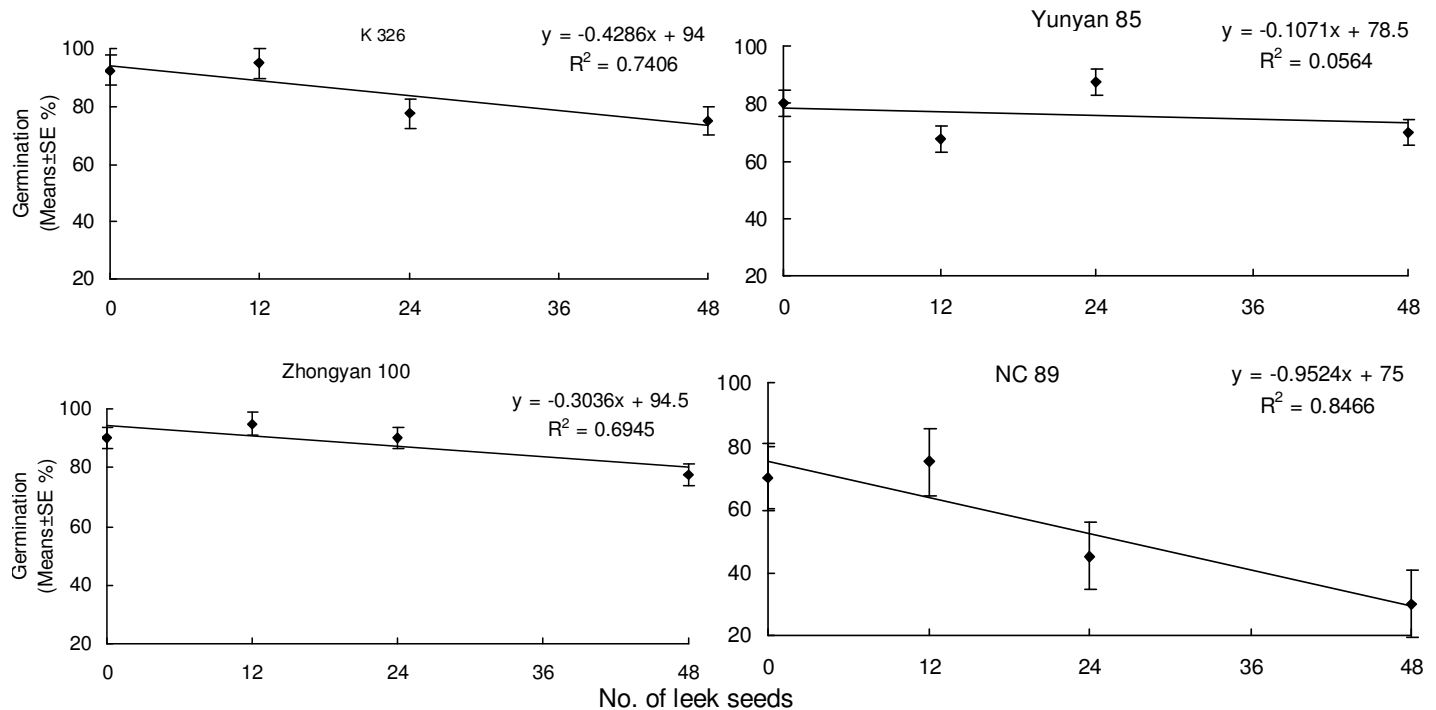 K 326
y = -0.4286x + 94
R² = 0.7406
Germination
(Means±SE %)
100
80
60
40
20
0 12 24 36 48
Yunyan 85
y = -0.1071x + 78.5
R² = 0.0564
100
80
60
40
20
0 12 24 36 48
Zhongyan 100
y = -0.3036x + 94.5
R² = 0.6945
Germination
(Means±SE %)
100
80
60
40
20
0 12 24 36 48
NC 89
y = -0.9524x + 75
R² = 0.8466
100
80
60
40
20
0 12 24 36 48
No. of leek seeds